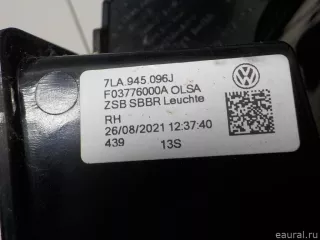 7LA 945.096J
F03776000A OLSA
ZSB SBBR Leuchte
RH
26/08/2021 12:37:40
439 13S
eaural.ru